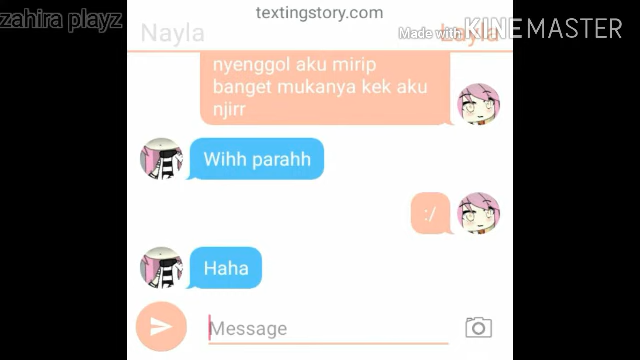 zahira playz
textingstory.com
Nayla
Layla
Made with KINEMASTER
nyenggol aku mirip
banget mukanya kek aku
njirr
Wihh parahh
:/
Haha
Message